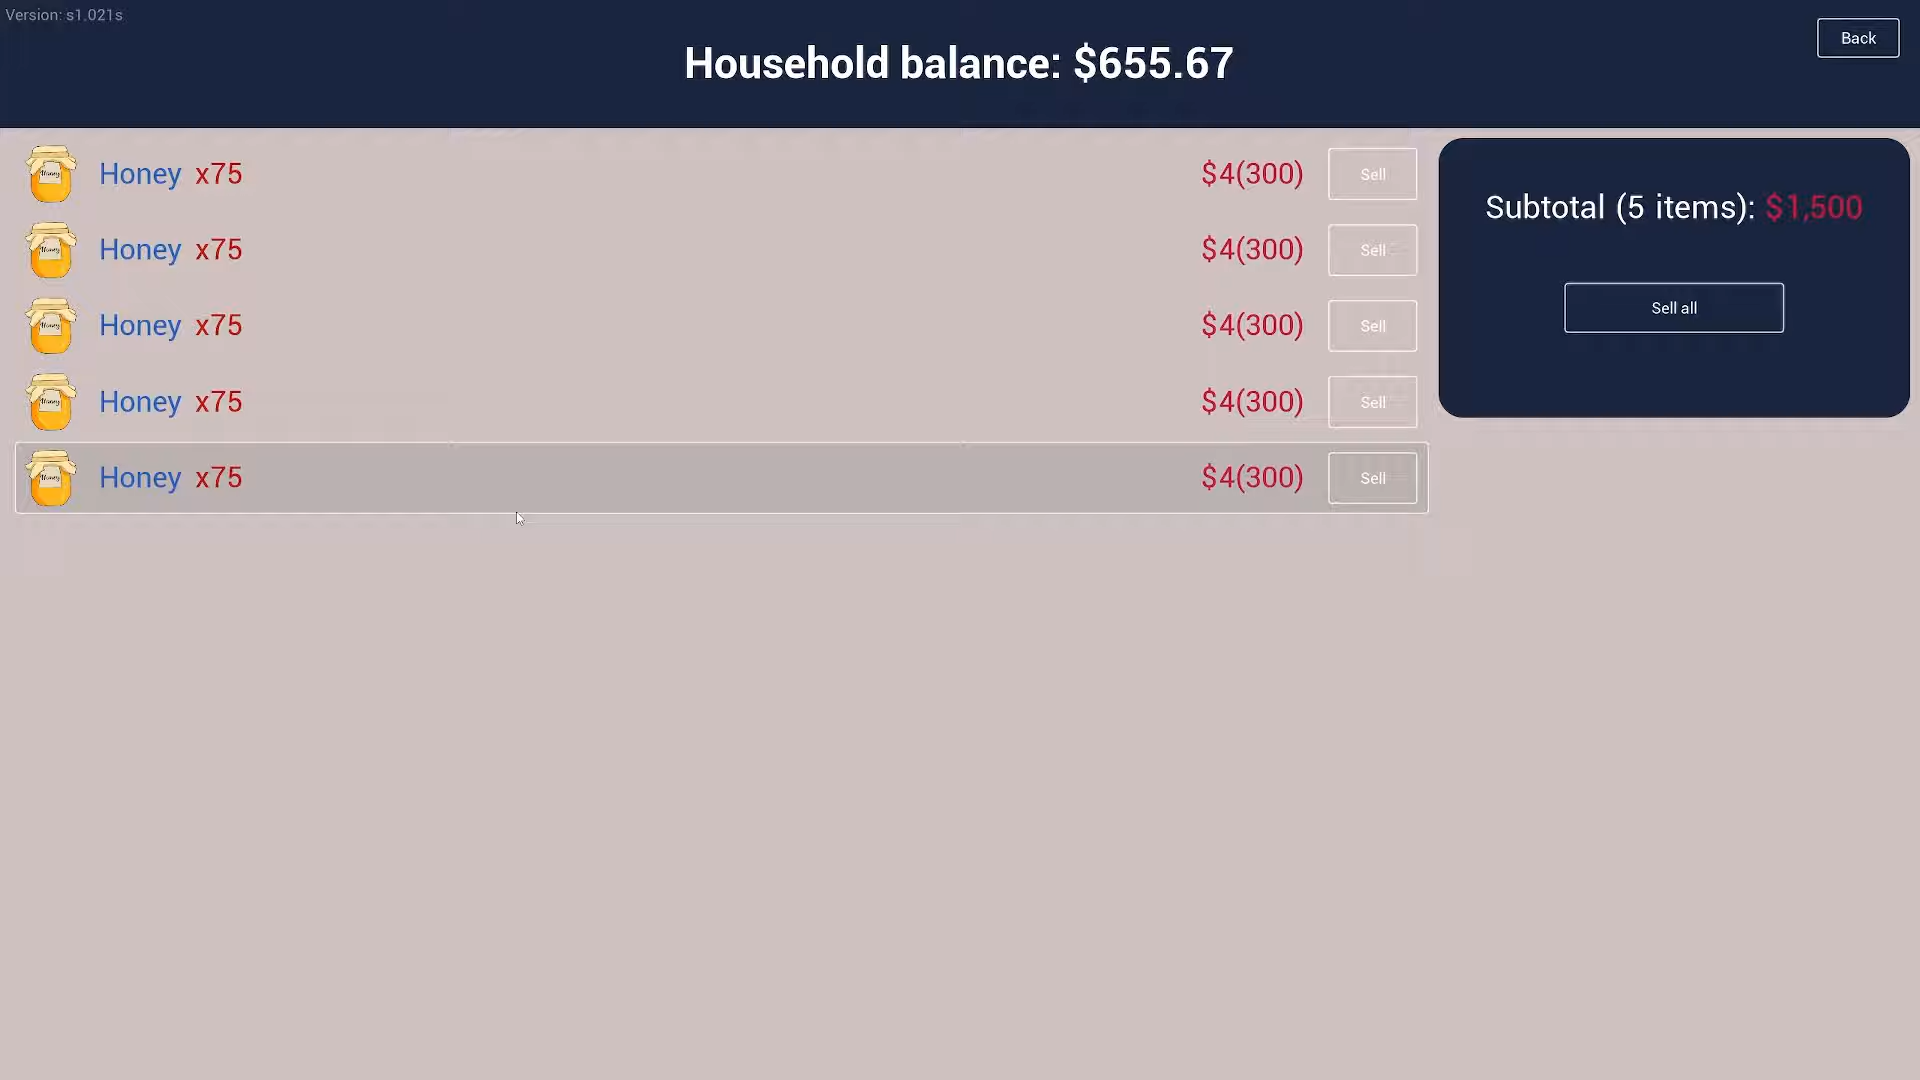 Version: s1.021s
Household balance: $655.67
Back
Honey x75 $4(300) Sell
Honey x75 $4(300) Sell
Honey x75 $4(300) Sell
Honey x75 $4(300) Sell
Honey x75 $4(300) Sell
Subtotal (5 items): $1,500
Sell all